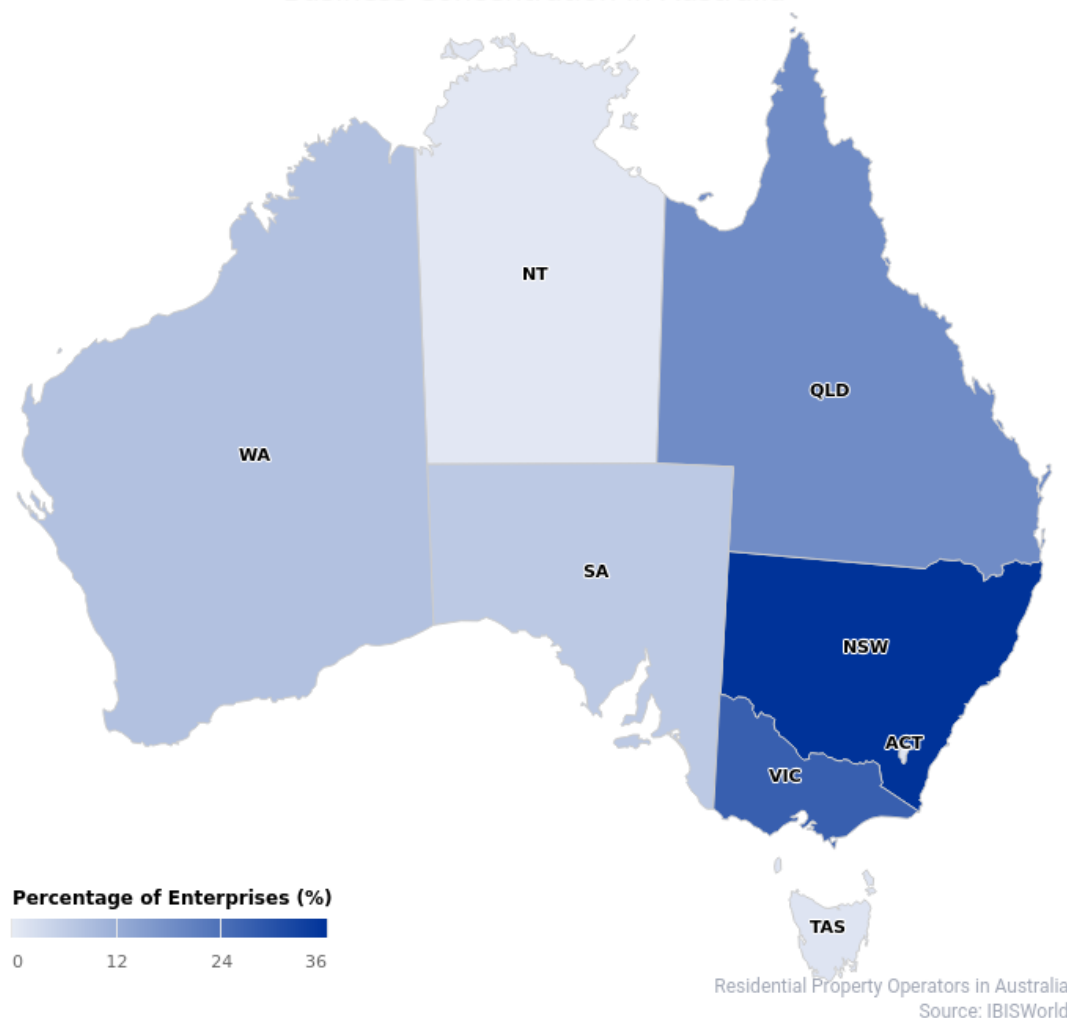 NT
QLD
WA
SA
NSW
ACT
VIC
Percentage of Enterprises (%)
0 12 24 36
TAS
Residential Property Operators in Australia
Source: IBISWorld